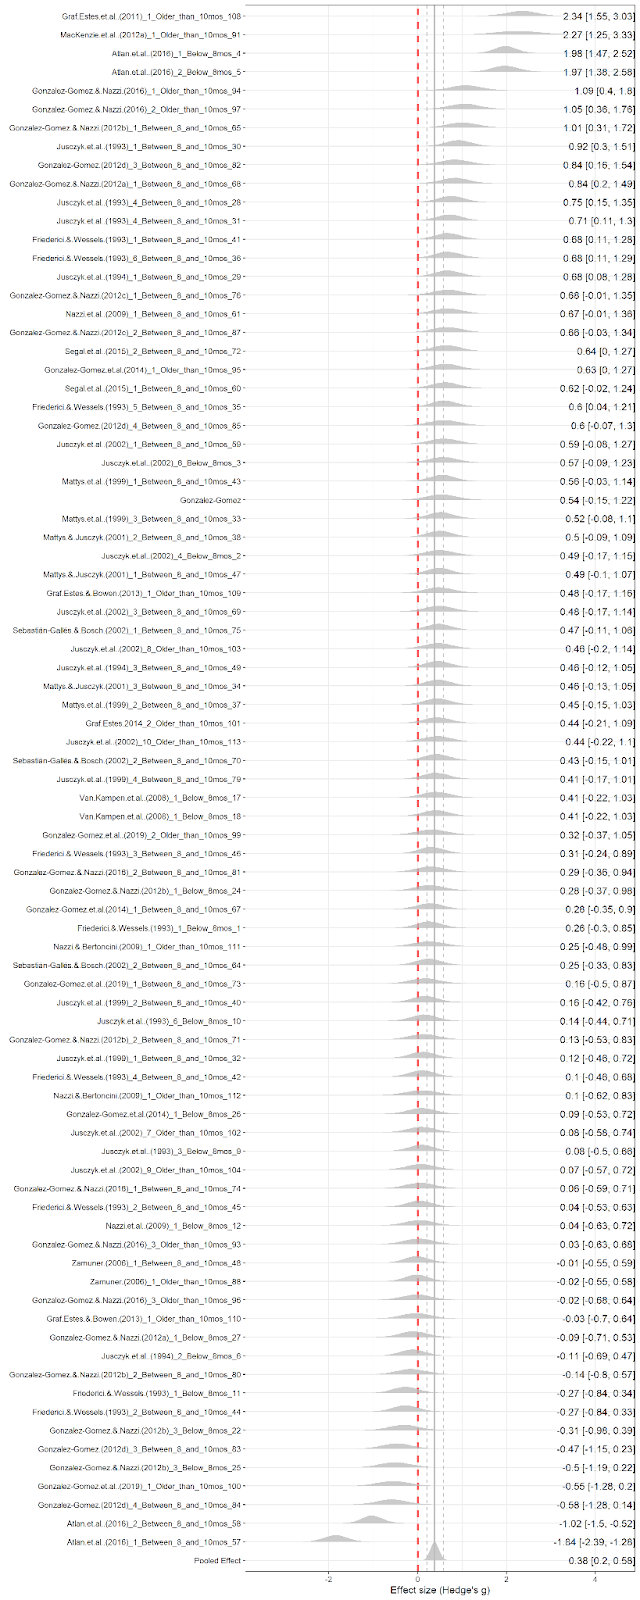 Graf.Estes.et.al..(2011)_1_Older_than_10mos_108 2.34 [1.55, 3.03]
MacKenzie.et.al..(2012a)_1_Older_than_10mos_91 2.27 [1.25, 3.33]
Atlan.et.al..(2016)_1_Below_8mos_4 1.98 [1.47, 2.52]
Atlan.et.al..(2016)_2_Below_8mos_5 1.97 [1.38, 2.58]
Gonzalez-Gomez.&.Nazzi.(2016)_1_Older_than_10mos_94 1.09 [0.4, 1.8]
Gonzalez-Gomez.&.Nazzi.(2016)_2_Older_than_10mos_97 1.05 [0.36, 1.76]
Gonzalez-Gomez.&.Nazzi.(2012b)_1_Between_8_and_10mos_65 1.01 [0.31, 1.72]
Jusczyk.et.al..(1993)_1_Between_8_and_10mos_30 0.92 [0.3, 1.51]
Gonzalez-Gomez.(2012d)_3_Between_8_and_10mos_82 0.84 [0.16, 1.54]
Gonzalez-Gomez.&.Nazzi.(2012a)_1_Between_8_and_10mos_68 0.84 [0.2, 1.49]
Jusczyk.et.al..(1993)_4_Between_8_and_10mos_28 0.75 [0.15, 1.35]
Jusczyk.et.al..(1993)_4_Between_8_and_10mos_31 0.71 [0.11, 1.3]
Friederici.&.Wessels.(1993)_1_Between_8_and_10mos_41 0.68 [0.11, 1.28]
Friederici.&.Wessels.(1993)_6_Between_8_and_10mos_36 0.68 [0.11, 1.29]
Jusczyk.et.al..(1994)_1_Between_8_and_10mos_29 0.68 [0.08, 1.28]
Gonzalez-Gomez.&.Nazzi.(2012c)_1_Between_8_and_10mos_76 0.68 [-0.01, 1.35]
Nazzi.et.al..(2009)_1_Between_8_and_10mos_61 0.67 [-0.01, 1.36]
Gonzalez-Gomez.&.Nazzi.(2012c)_2_Between_8_and_10mos_87 0.66 [-0.03, 1.34]
Segal.et.al..(2015)_2_Between_8_and_10mos_72 0.64 [0, 1.27]
Gonzalez-Gomez.et.al.(2014)_1_Older_than_10mos_95 0.63 [0, 1.27]
Segal.et.al..(2015)_1_Between_8_and_10mos_60 0.62 [-0.02, 1.24]
Friederici.&.Wessels.(1993)_5_Between_8_and_10mos_35 0.6 [0.04, 1.21]
Gonzalez-Gomez.(2012d)_4_Between_8_and_10mos_85 0.6 [-0.07, 1.3]
Jusczyk.et.al..(2002)_1_Between_8_and_10mos_59 0.59 [-0.08, 1.27]
Jusczyk.et.al..(2002)_6_Below_8mos_3 0.57 [-0.09, 1.23]
Mattys.et.al..(1999)_1_Between_8_and_10mos_43 0.56 [-0.03, 1.14]
Gonzalez-Gomez 0.54 [-0.15, 1.22]
Mattys.et.al..(1999)_3_Between_8_and_10mos_33 0.52 [-0.08, 1.1]
Mattys.&.Jusczyk.(2001)_2_Between_8_and_10mos_38 0.5 [-0.09, 1.09]
Jusczyk.et.al..(2002)_4_Below_8mos_2 0.49 [-0.17, 1.15]
Mattys.&.Jusczyk.(2001)_1_Between_8_and_10mos_47 0.49 [-0.1, 1.07]
Graf.Estes.&.Bowen.(2013)_1_Older_than_10mos_109 0.48 [-0.17, 1.16]
Jusczyk.et.al..(2002)_3_Between_8_and_10mos_69 0.48 [-0.17, 1.14]
Sebastián-Gallés.&.Bosch.(2002)_1_Between_8_and_10mos_75 0.47 [-0.11, 1.06]
Jusczyk.et.al..(2002)_8_Older_than_10mos_103 0.46 [-0.2, 1.14]
Jusczyk.et.al..(1994)_3_Between_8_and_10mos_49 0.46 [-0.12, 1.05]
Mattys.&.Jusczyk.(2001)_3_Between_8_and_10mos_34 0.46 [-0.13, 1.05]
Mattys.et.al..(1999)_2_Between_8_and_10mos_37 0.45 [-0.15, 1.03]
Graf.Estes.2014_2_Older_than_10mos_101 0.44 [-0.21, 1.09]
Jusczyk.et.al..(2002)_10_Older_than_10mos_113 0.44 [-0.22, 1.1]
Sebastián-Gallés.&.Bosch.(2002)_2_Between_8_and_10mos_70 0.43 [-0.15, 1.01]
Jusczyk.et.al..(1999)_4_Between_8_and_10mos_79 0.41 [-0.17, 1.01]
Van.Kampen.et.al..(2008)_1_Below_8mos_17 0.41 [-0.22, 1.03]
Van.Kampen.et.al..(2008)_1_Below_8mos_18 0.41 [-0.22, 1.03]
Gonzalez-Gomez.et.al.(2019)_2_Older_than_10mos_99 0.32 [-0.37, 1.05]
Friederici.&.Wessels.(1993)_3_Between_8_and_10mos_46 0.31 [-0.24, 0.89]
Gonzalez-Gomez.&.Nazzi.(2016)_2_Between_8_and_10mos_81 0.29 [-0.36, 0.94]
Gonzalez-Gomez.&.Nazzi.(2012b)_1_Below_8mos_24 0.28 [-0.37, 0.98]
Gonzalez-Gomez.et.al.(2014)_1_Between_8_and_10mos_67 0.28 [-0.35, 0.9]
Friederici.&.Wessels.(1993)_1_Below_8mos_1 0.26 [-0.3, 0.85]
Nazzi.&.Bertoncini.(2009)_1_Older_than_10mos_111 0.25 [-0.48, 0.99]
Sebastián-Gallés.&.Bosch.(2002)_2_Between_8_and_10mos_64 0.25 [-0.33, 0.83]
Gonzalez-Gomez.et.al.(2019)_1_Between_8_and_10mos_73 0.16 [-0.5, 0.87]
Jusczyk.et.al..(1999)_2_Between_8_and_10mos_40 0.16 [-0.42, 0.76]
Jusczyk.et.al..(1993)_6_Below_8mos_10 0.14 [-0.44, 0.71]
Gonzalez-Gomez.&.Nazzi.(2012b)_2_Between_8_and_10mos_71 0.13 [-0.53, 0.83]
Jusczyk.et.al..(1999)_1_Between_8_and_10mos_32 0.12 [-0.46, 0.72]
Friederici.&.Wessels.(1993)_4_Between_8_and_10mos_42 0.1 [-0.46, 0.68]
Nazzi.&.Bertoncini.(2009)_1_Older_than_10mos_112 0.1 [-0.62, 0.83]
Gonzalez-Gomez.et.al.(2014)_1_Below_8mos_26 0.09 [-0.53, 0.72]
Jusczyk.et.al..(2002)_7_Older_than_10mos_102 0.08 [-0.58, 0.74]
Jusczyk.et.al..(1993)_3_Below_8mos_9 0.08 [-0.5, 0.66]
Jusczyk.et.al..(2002)_9_Older_than_10mos_104 0.07 [-0.57, 0.72]
Gonzalez-Gomez.&.Nazzi.(2016)_1_Between_8_and_10mos_74 0.06 [-0.59, 0.71]
Friederici.&.Wessels.(1993)_2_Between_8_and_10mos_45 0.04 [-0.53, 0.63]
Nazzi.et.al..(2009)_1_Below_8mos_12 0.04 [-0.63, 0.72]
Gonzalez-Gomez.&.Nazzi.(2016)_3_Older_than_10mos_93 0.03 [-0.63, 0.68]
Zamuner.(2006)_1_Between_8_and_10mos_48 -0.01 [-0.55, 0.59]
Zamuner.(2006)_1_Older_than_10mos_88 -0.02 [-0.55, 0.58]
Gonzalez-Gomez.&.Nazzi.(2016)_3_Older_than_10mos_96 -0.02 [-0.68, 0.64]
Graf.Estes.&.Bowen.(2013)_1_Older_than_10mos_110 -0.03 [-0.7, 0.64]
Gonzalez-Gomez.&.Nazzi.(2012a)_1_Below_8mos_27 -0.09 [-0.71, 0.53]
Jusczyk.et.al..(1994)_2_Below_8mos_6 -0.11 [-0.69, 0.47]
Gonzalez-Gomez.&.Nazzi.(2012b)_2_Between_8_and_10mos_80 -0.14 [-0.8, 0.57]
Friederici.&.Wessels.(1993)_1_Below_8mos_11 -0.27 [-0.84, 0.34]
Friederici.&.Wessels.(1993)_2_Between_8_and_10mos_44 -0.27 [-0.84, 0.33]
Gonzalez-Gomez.&.Nazzi.(2012b)_3_Below_8mos_22 -0.31 [-0.98, 0.39]
Gonzalez-Gomez.(2012d)_3_Between_8_and_10mos_83 -0.47 [-1.15, 0.23]
Gonzalez-Gomez.&.Nazzi.(2012b)_3_Below_8mos_25 -0.5 [-1.19, 0.22]
Gonzalez-Gomez.et.al.(2019)_1_Older_than_10mos_100 -0.55 [-1.28, 0.2]
Gonzalez-Gomez.(2012d)_4_Between_8_and_10mos_84 -0.58 [-1.28, 0.14]
Atlan.et.al..(2016)_2_Between_8_and_10mos_58 -1.02 [-1.5, -0.52]
Atlan.et.al..(2016)_1_Between_8_and_10mos_57 -1.84 [-2.39, -1.28]
Pooled Effect 0.38 [0.2, 0.58]
-2 0 2 4
Effect size (Hedge's g)